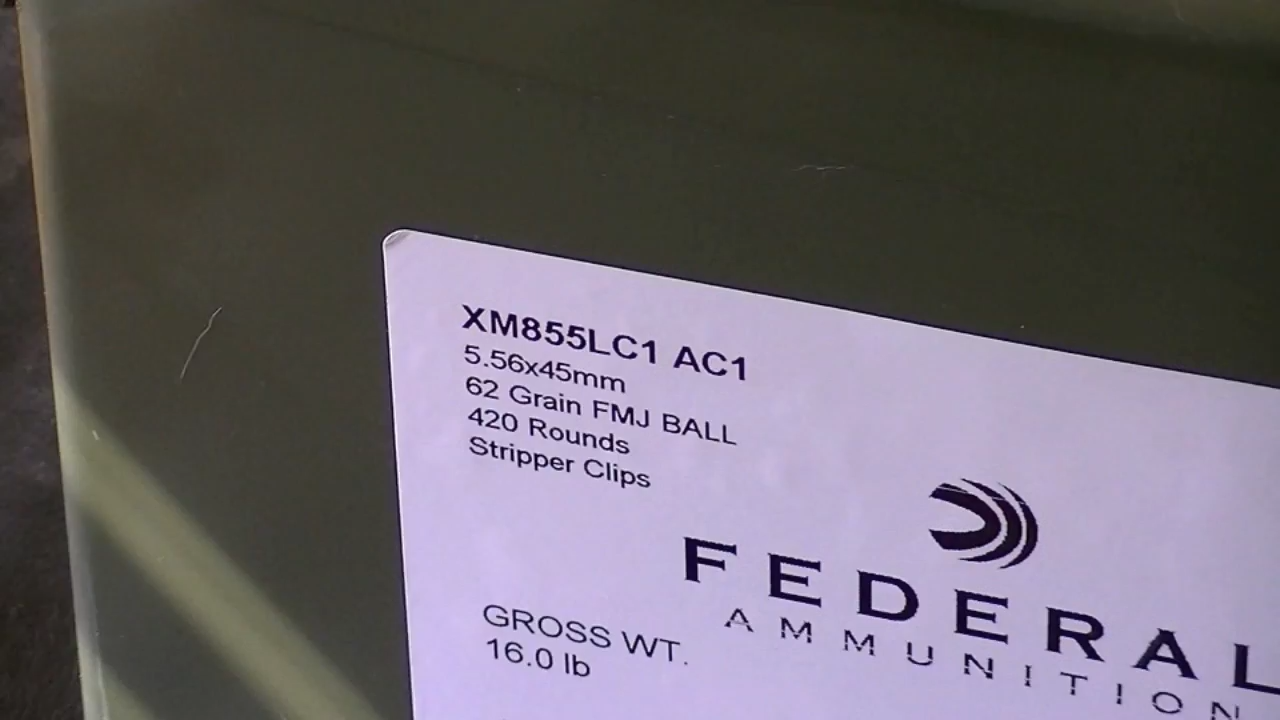 XM855LC1 AC1
5.56x45mm
62 Grain FMJ BALL
420 Rounds
Stripper Clips
FEDERAL
AMMUNITION
GROSS WT.
16.0 lb